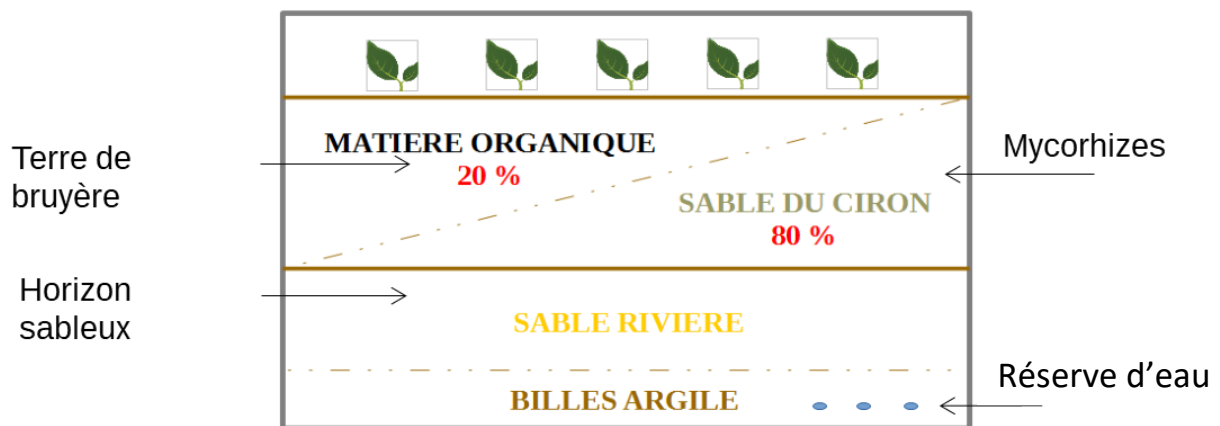 Terre de
bruyère
MATIERE ORGANIQUE
20 %
SABLE DU CIRON
80 %
Mycorhizes
Horizon
sableux
SABLE RIVIERE
BILLES ARGILE
Réserve d’eau